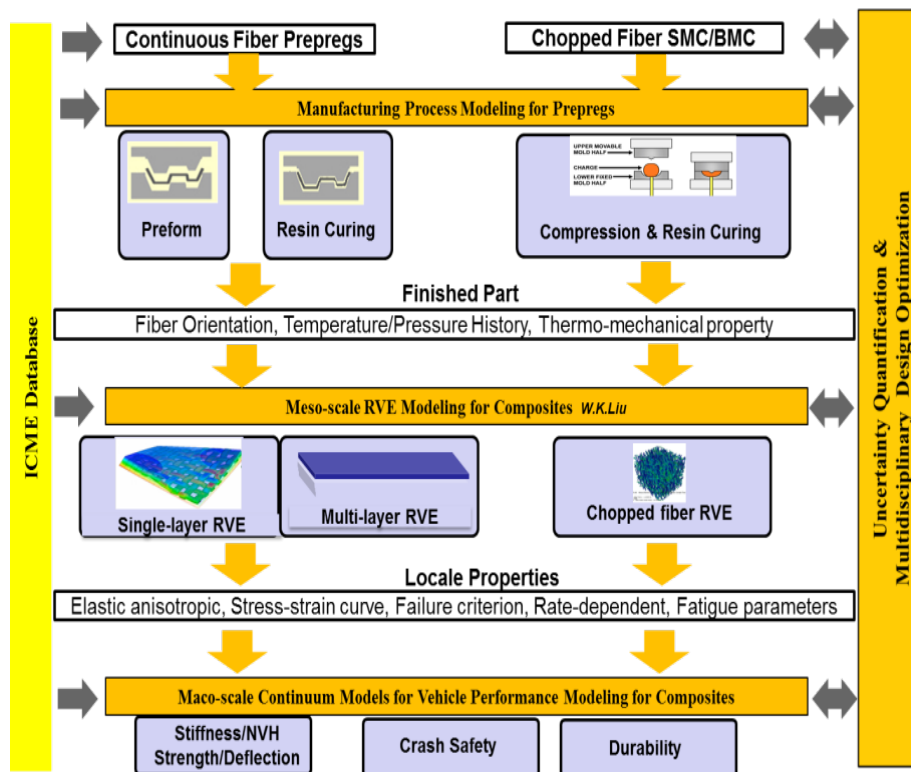 Continuous Fiber Prepregs
Chopped Fiber SMC/BMC
Manufacturing Process Modeling for Prepregs
UPPER MOVABLE
MOLD HALF
CHARGE
LOWER FIXED
MOLD HALF
Preform
Resin Curing
Compression & Resin Curing
Finished Part
Fiber Orientation, Temperature/Pressure History, Thermo-mechanical property
Meso-scale RVE Modeling for Composites W.K.Liu
Single-layer RVE
Multi-layer RVE
Chopped fiber RVE
Locale Properties
Elastic anisotropic, Stress-strain curve, Failure criterion, Rate-dependent, Fatigue parameters
Maco-scale Continuum Models for Vehicle Performance Modeling for Composites
Stiffness/NVH
Strength/Deflection
Crash Safety
Durability
ICME Database
Uncertainty Quantification &
Multidisciplinary Design Optimization